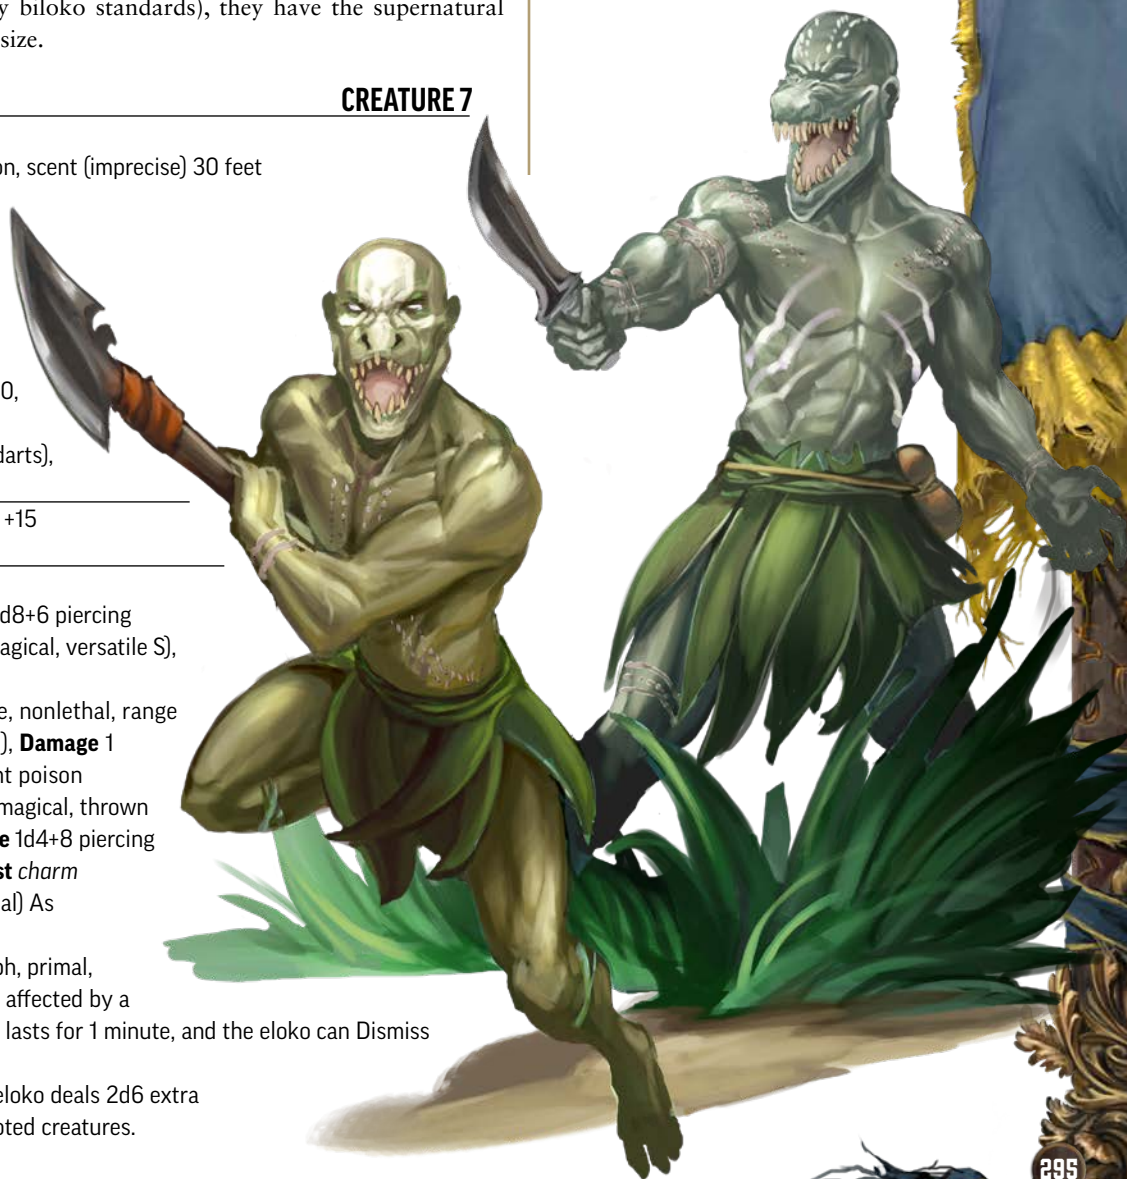 y biloko standards), they have the supernatural
size.
CREATURE 7
on, scent (imprecise) 30 feet
0,
darts),
+15
d8+6 piercing
agical, versatile S),
e, nonlethal, range
), Damage 1
nt poison
magical, thrown
e 1d4+8 piercing
st charm
al) As
ph, primal,
affected by a
lasts for 1 minute, and the eloko can Dismiss
eloko deals 2d6 extra
oted creatures.
295